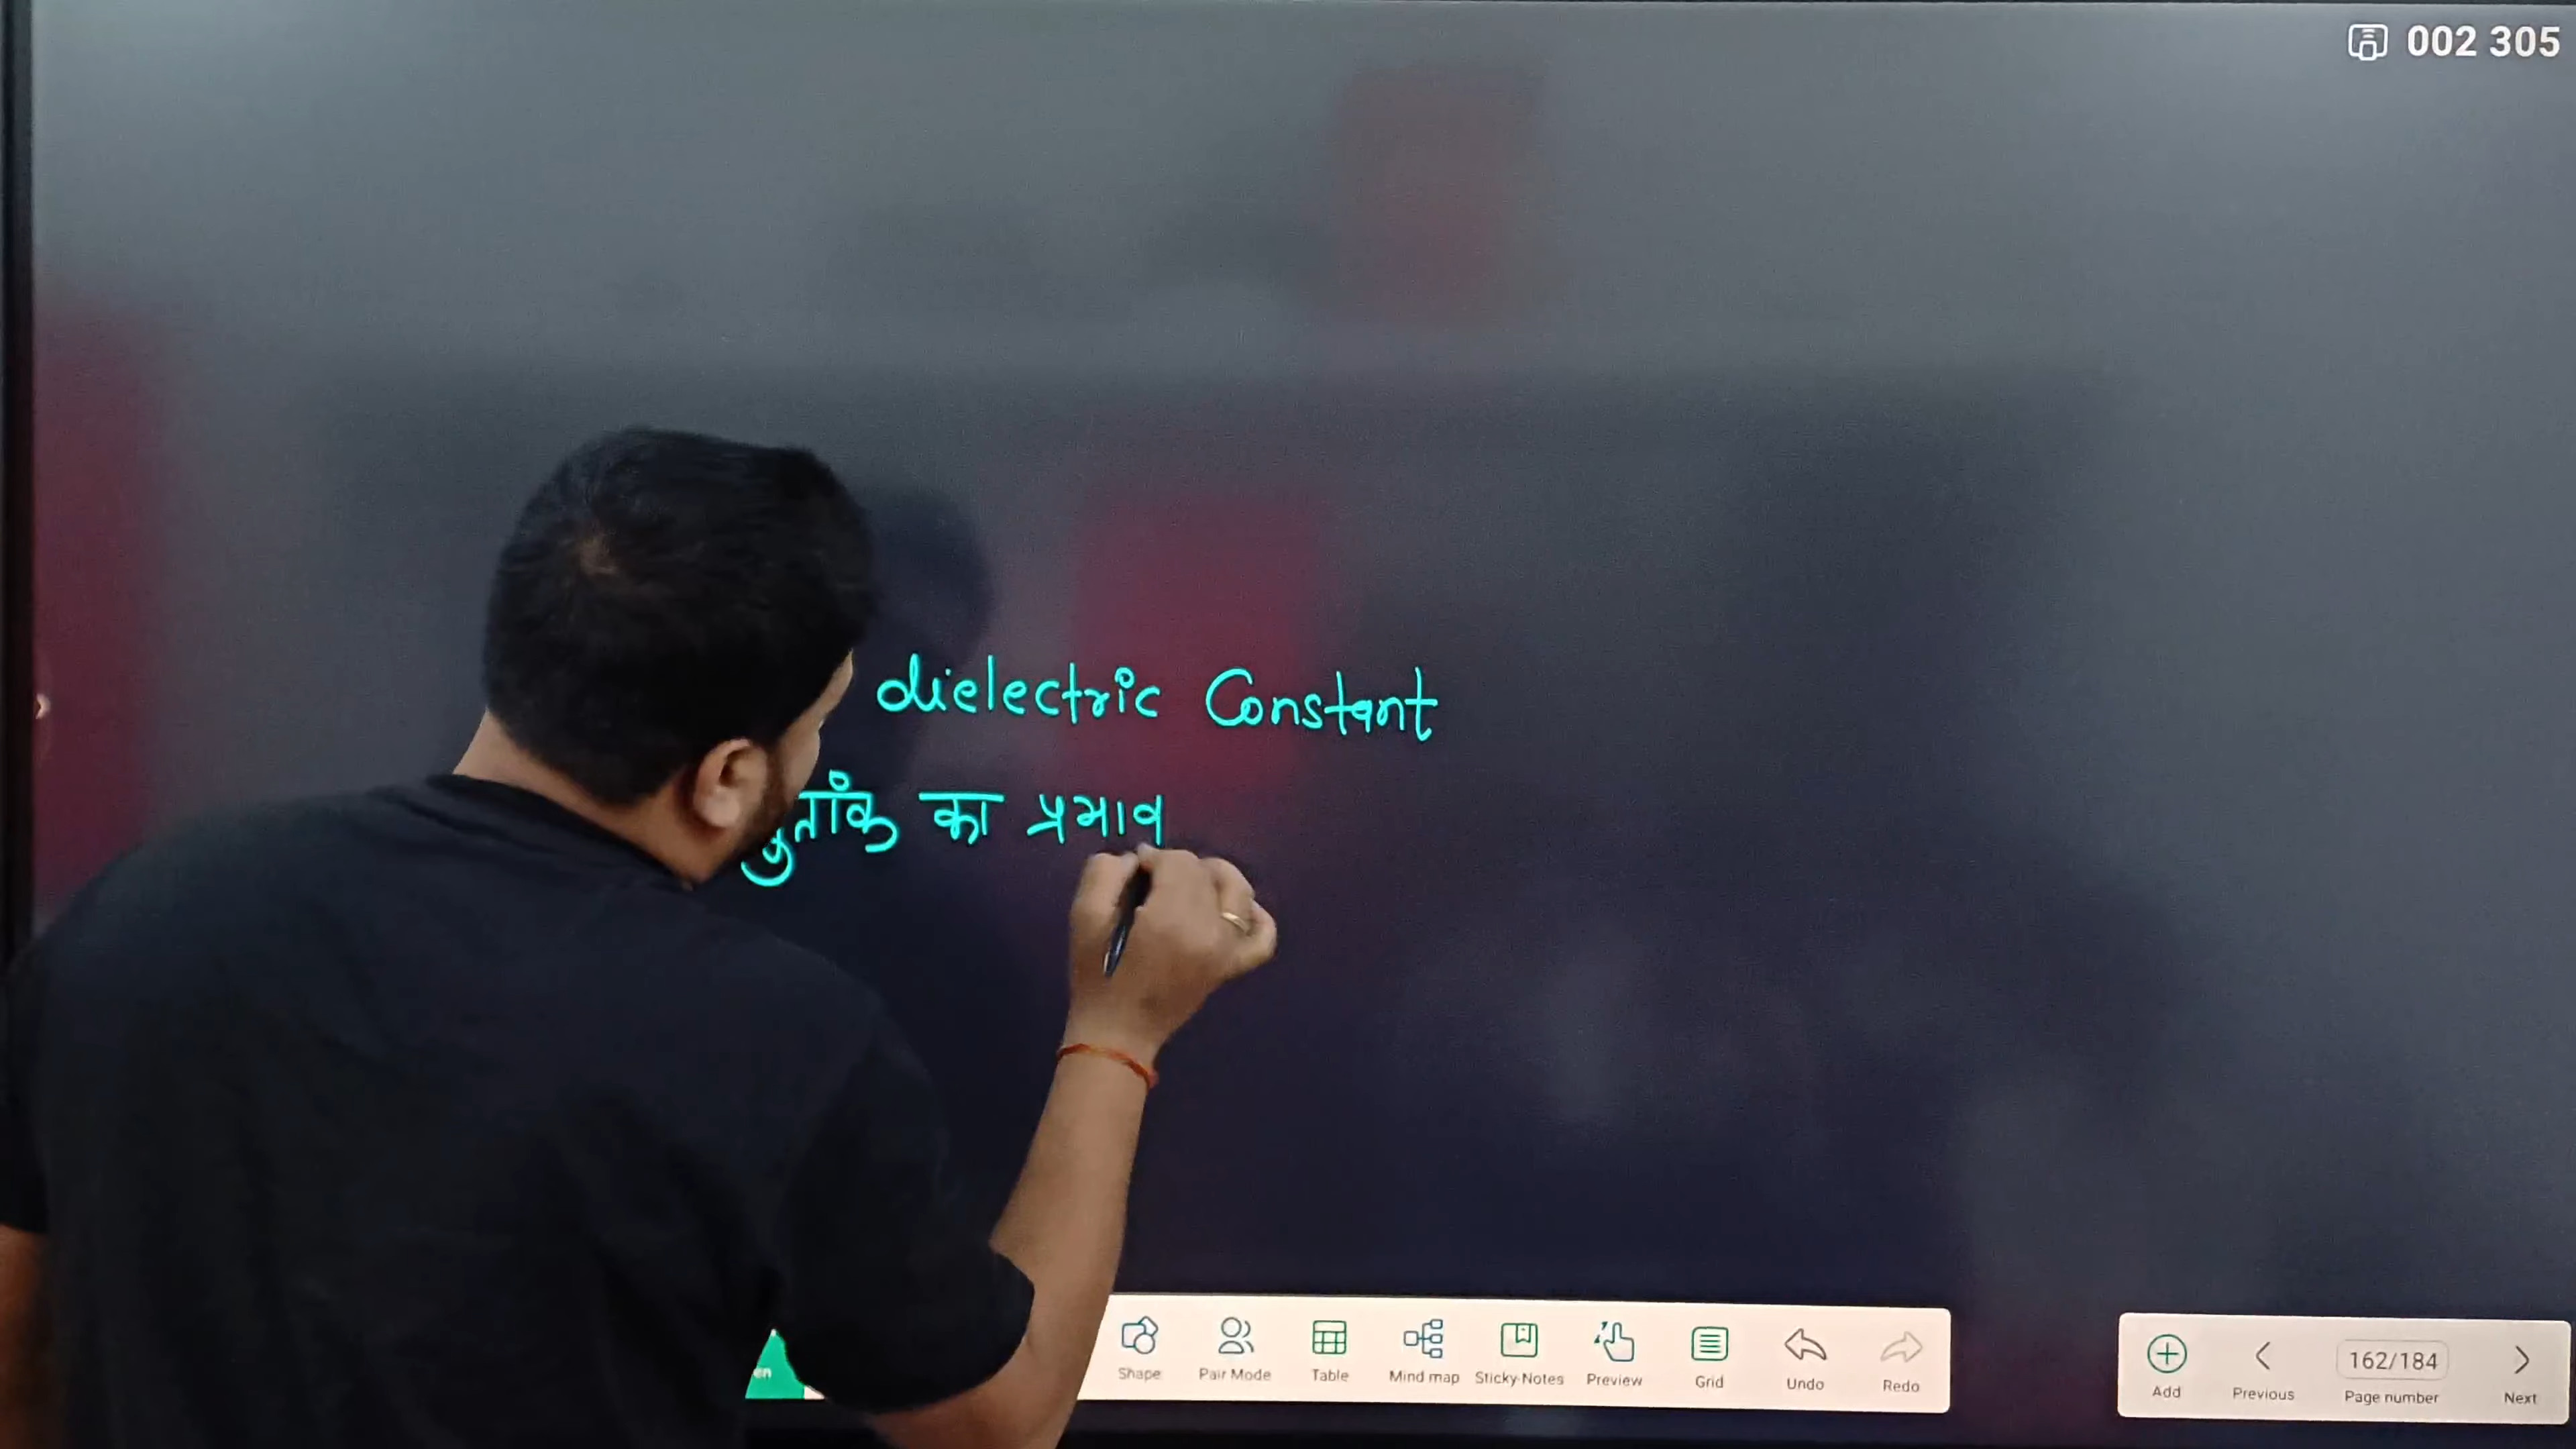 002 305
dielectric Constant
का प्रभाव
Shape Pair Mode Table Mind map Sticky Notes Preview Grid Undo Redo
Add Previous 162/184 Page number Next